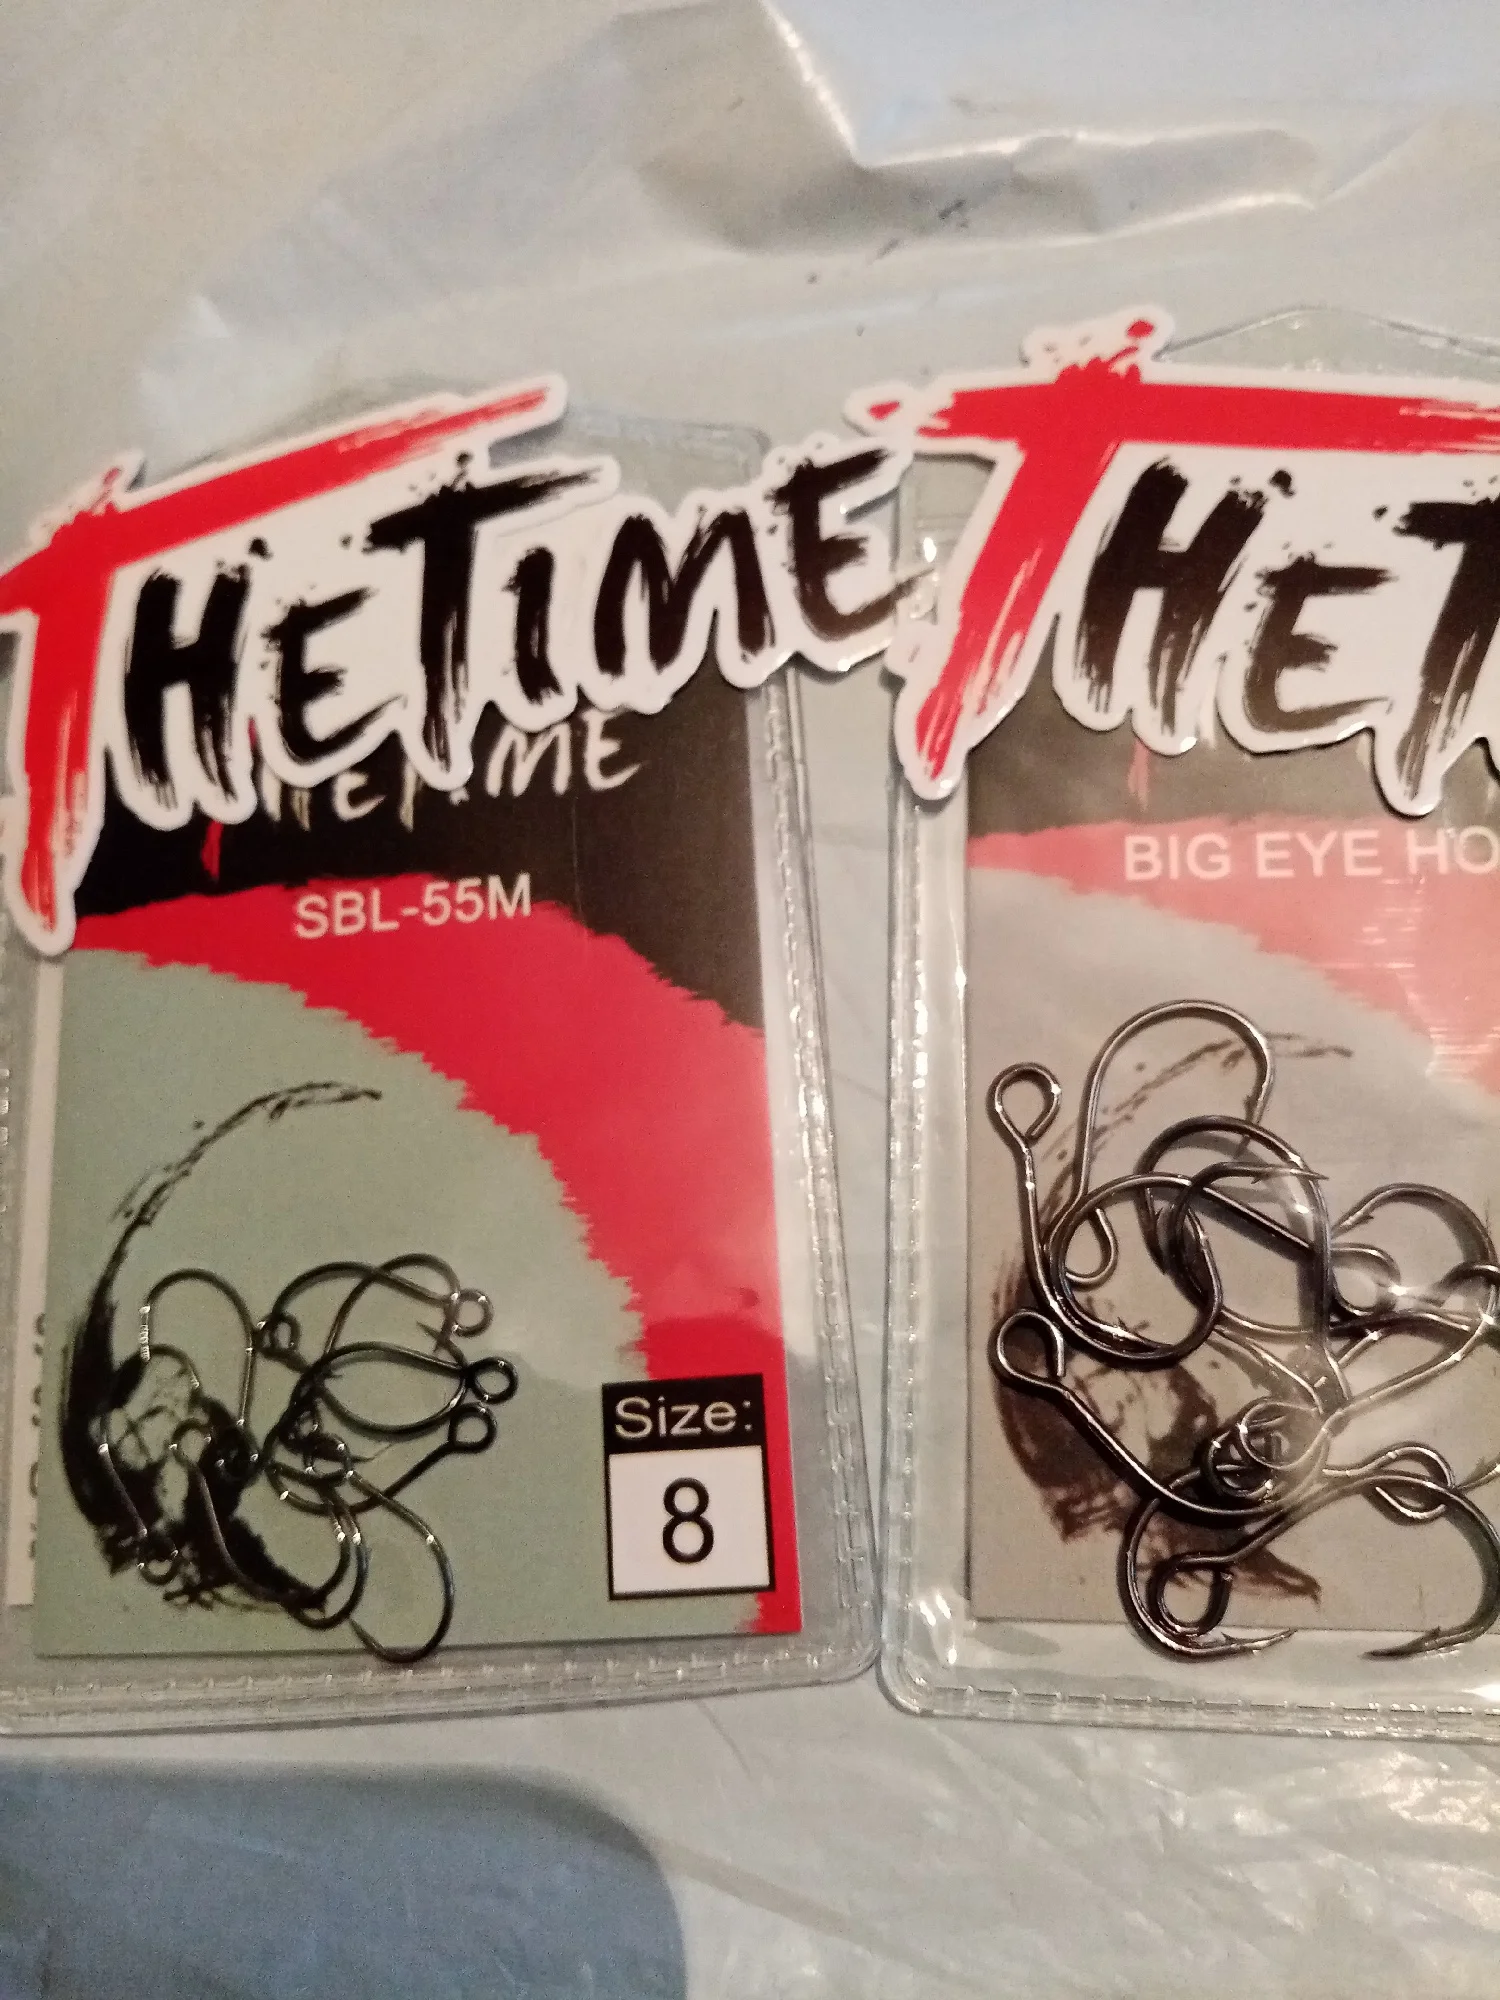 THETIME
THETIME
SBL-55M
Size:
8
THET
BIG EYE HO